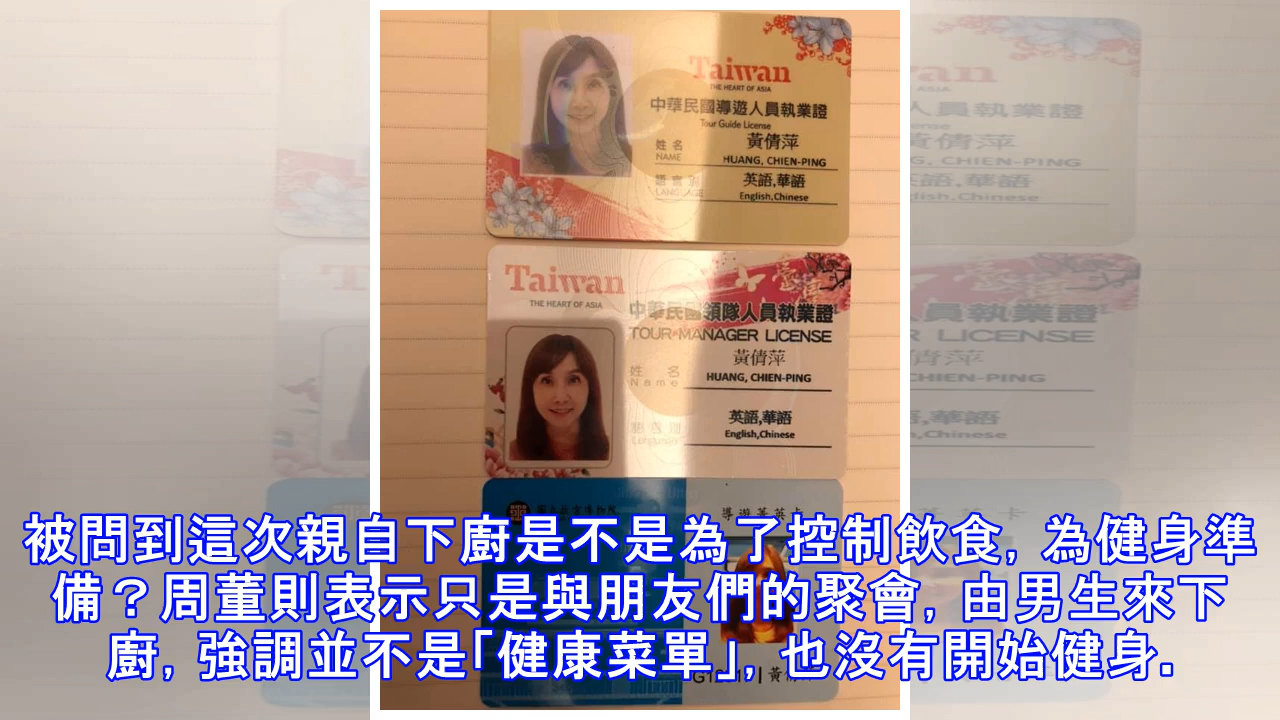 Taiwan
THE HEART OF ASIA
中華民國導遊人員執業證
Tour Guide License
姓名 黃倩萍
NAME HUANG, CHIEN-PING
語言別 英語,華語
English,Chinese
Taiwan
THE HEART OF ASIA
中華民國領隊人員執業證
TOUR MANAGER LICENSE
姓名 黃倩萍
Name HUANG, CHIEN-PING
英語,華語
English,Chinese
導遊菁英卡
被問到這次親自下廚是不是為了控制飲食, 為健身準
備？周董則表示只是與朋友們的聚會, 由男生來下
廚, 強調並不是「健康菜單」, 也沒有開始健身.